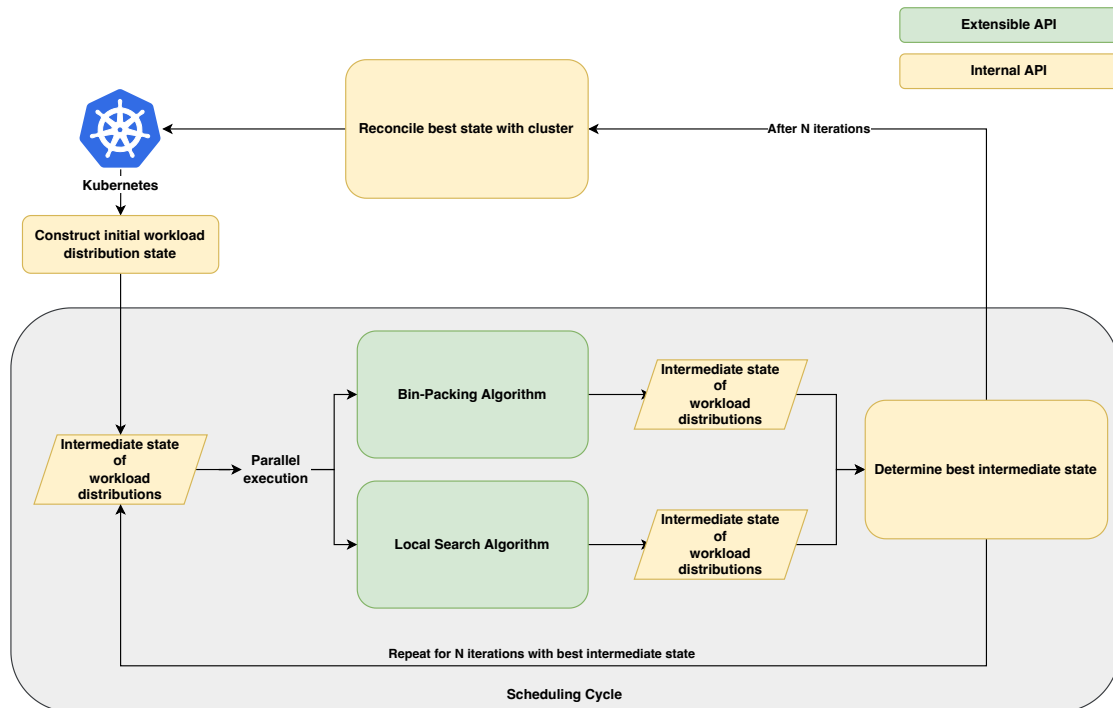 Extensible API
Internal API
Reconcile best state with cluster
After N iterations
Kubernetes
Construct initial workload
distribution state
Bin-Packing Algorithm
Intermediate state
of
workload
distributions
Intermediate state
of
workload
distributions
Parallel
execution
Determine best intermediate state
Local Search Algorithm
Intermediate state
of
workload
distributions
Repeat for N iterations with best intermediate state
Scheduling Cycle